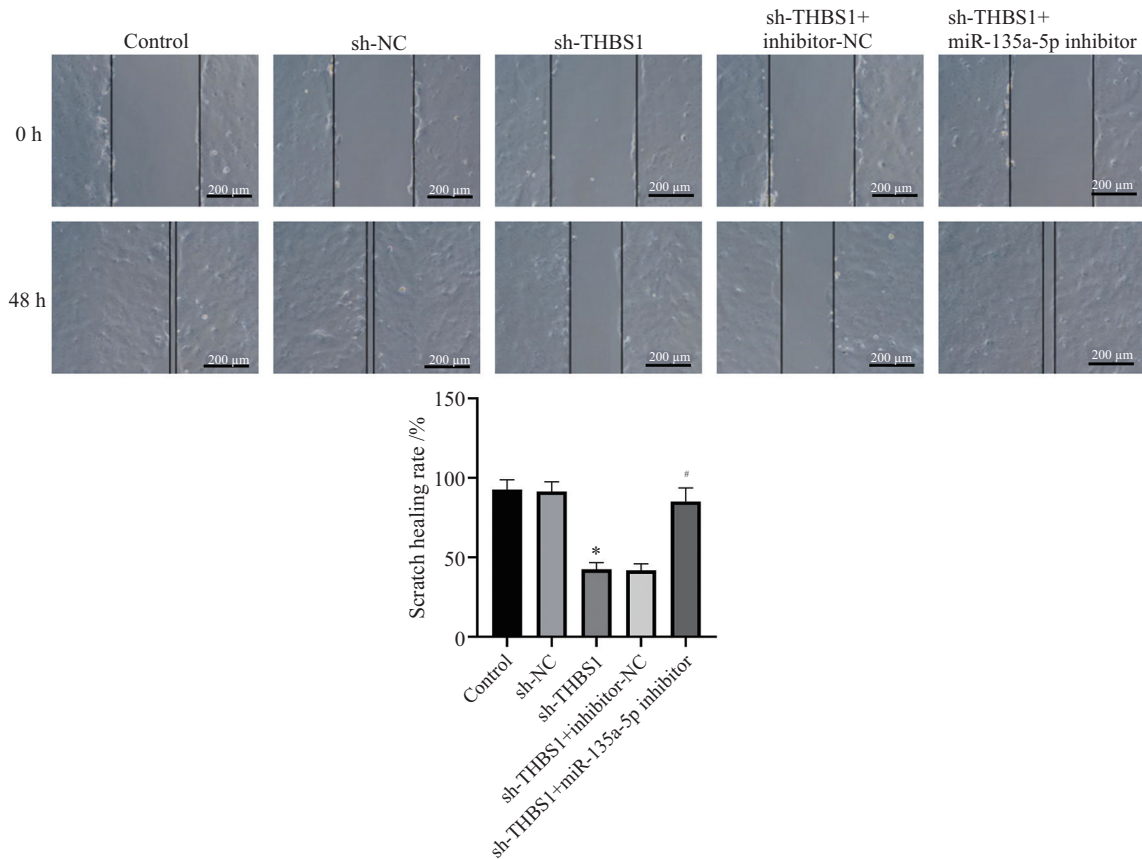 Control
sh-NC
sh-THBS1
sh-THBS1+
inhibitor-NC
sh-THBS1+
miR-135a-5p inhibitor
0 h
200 μm
200 μm
200 μm
200 μm
200 μm
48 h
200 μm
200 μm
200 μm
200 μm
200 μm
Scratch healing rate /%
150
100
50
0
*
#
Control
sh-NC
sh-THBS1
sh-THBS1+inhibitor-NC
sh-THBS1+miR-135a-5p inhibitor